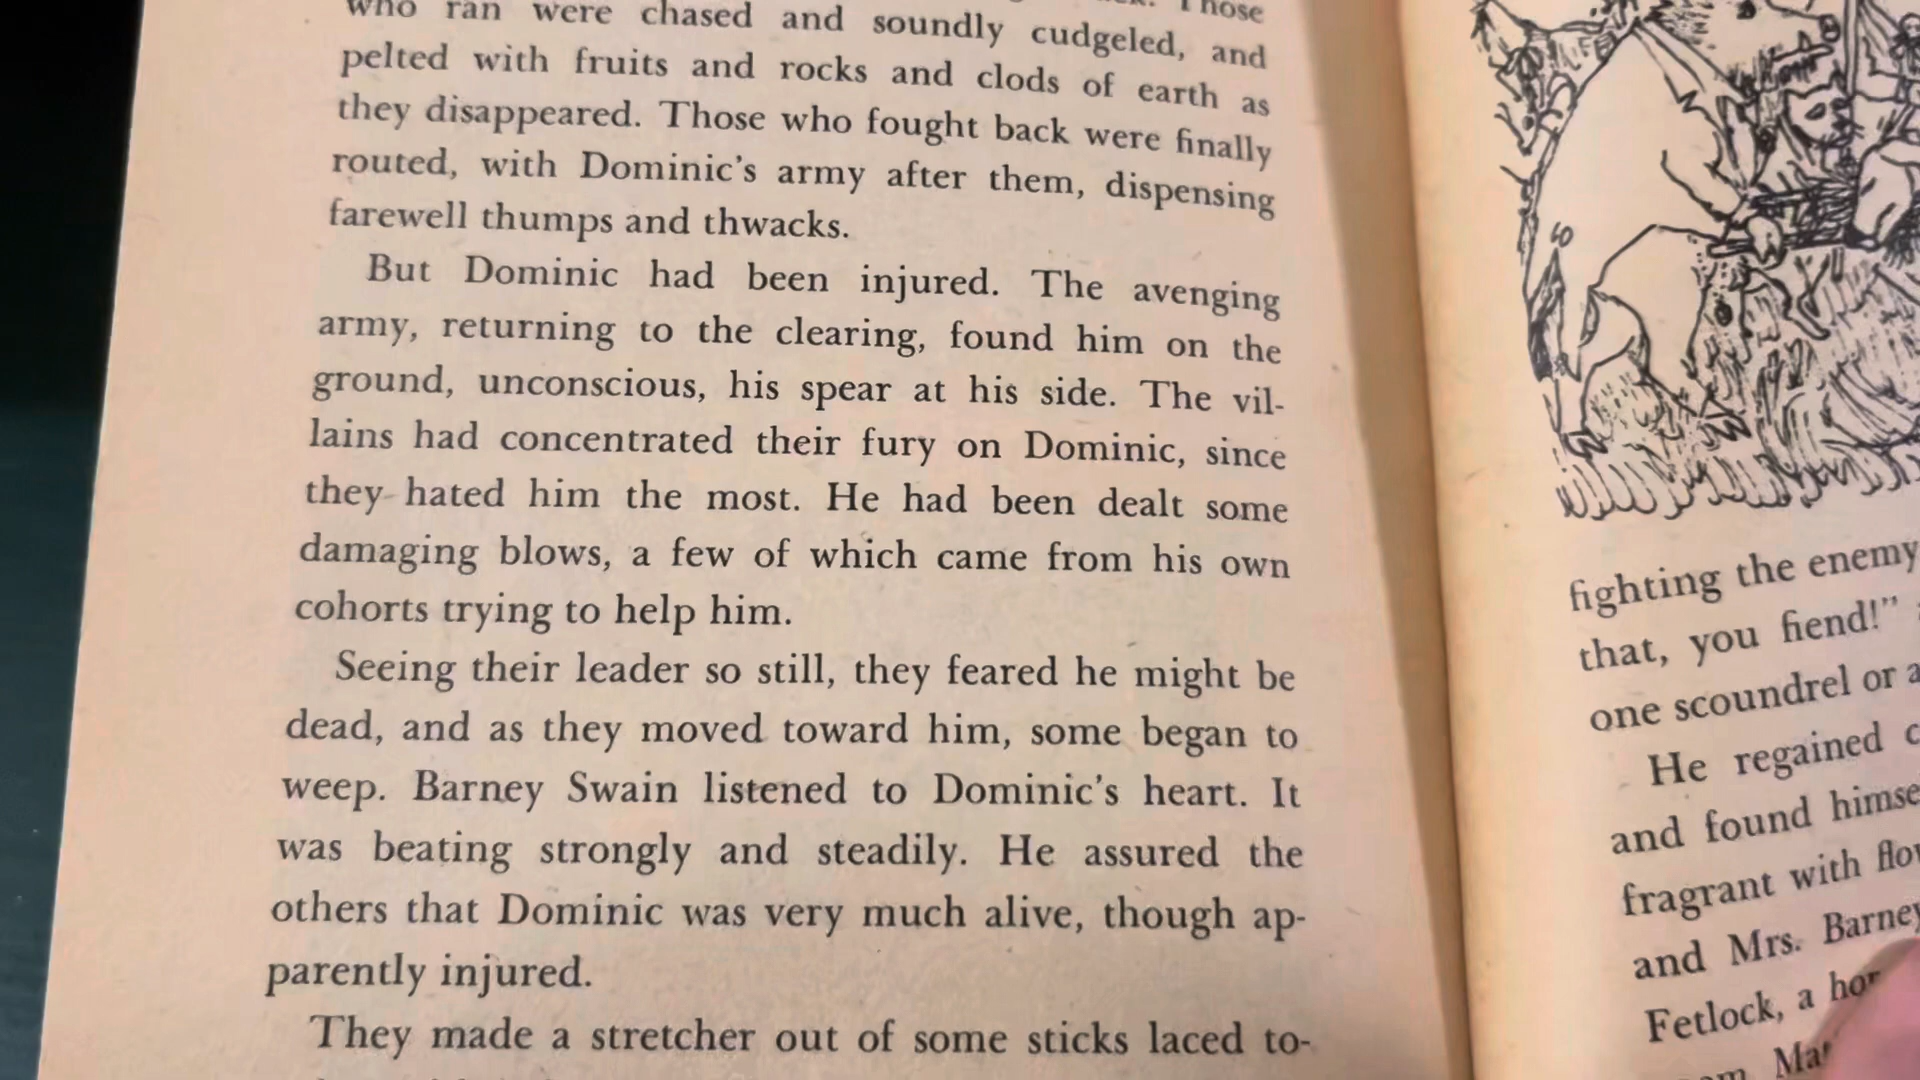 who ran were chased and soundly cudgeled, and
pelted with fruits and rocks and clods of earth as
they disappeared. Those who fought back were finally
routed, with Dominic's army after them, dispensing
farewell thumps and thwacks.
But Dominic had been injured. The avenging
army, returning to the clearing, found him on the
ground, unconscious, his spear at his side. The vil-
lains had concentrated their fury on Dominic, since
they hated him the most. He had been dealt some
damaging blows, a few of which came from his own
cohorts trying to help him.
Seeing their leader so still, they feared he might be
dead, and as they moved toward him, some began to
weep. Barney Swain listened to Dominic's heart. It
was beating strongly and steadily. He assured the
others that Dominic was very much alive, though ap-
parently injured.
They made a stretcher out of some sticks laced to-
fighting the enemy
that, you fiend!"
one scoundrel or
He regained
and found
fragrant with
and Mrs. Barney
Fetlock, a